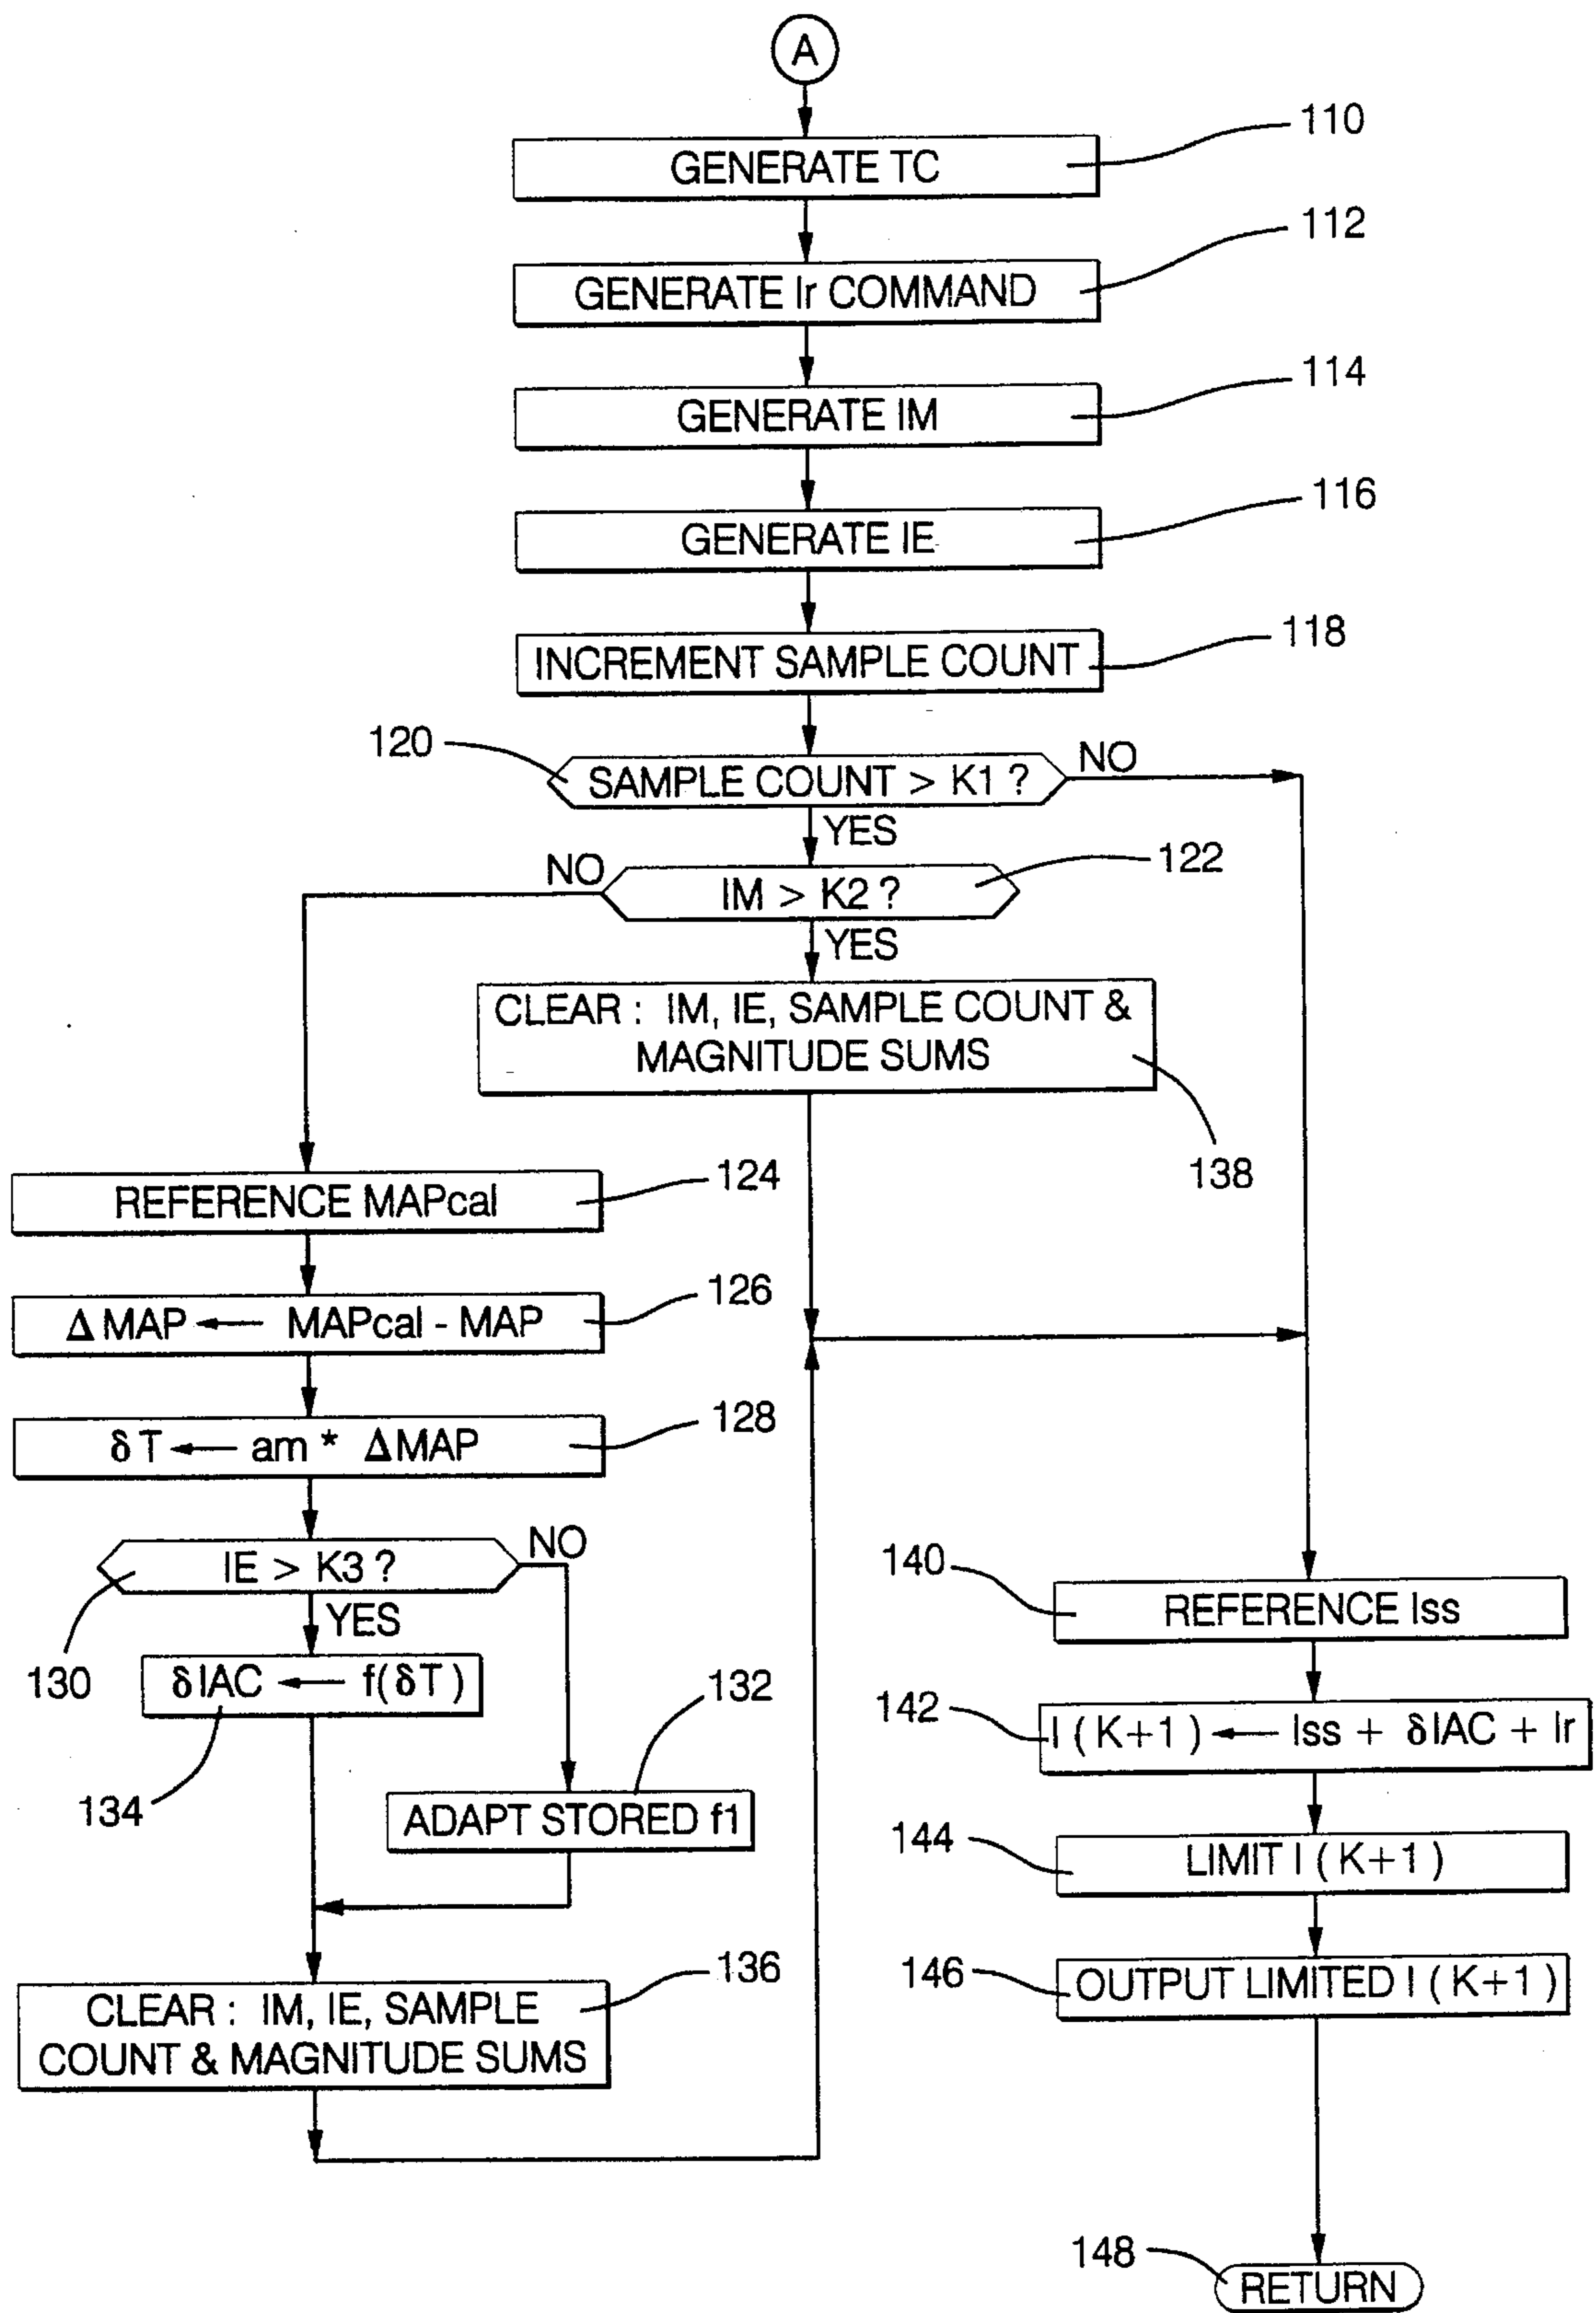 A
GENERATE TC
110
GENERATE Ir COMMAND
112
GENERATE IM
114
GENERATE IE
116
INCREMENT SAMPLE COUNT
118
120
SAMPLE COUNT > K1 ?
NO
YES
NO
IM > K2 ?
122
YES
CLEAR : IM, IE, SAMPLE COUNT &
MAGNITUDE SUMS
138
REFERENCE MAPcal
124
Δ MAP ← MAPcal - MAP
126
δ T ← am * ΔMAP
128
IE > K3 ?
NO
130
YES
δ IAC ← f(δT)
134
132
ADAPT STORED f1
CLEAR : IM, IE, SAMPLE
COUNT & MAGNITUDE SUMS
136
140
REFERENCE Iss
142
I ( K+1 ) ← Iss + δIAC + Ir
144
LIMIT I ( K+1 )
146
OUTPUT LIMITED I ( K+1 )
148
RETURN